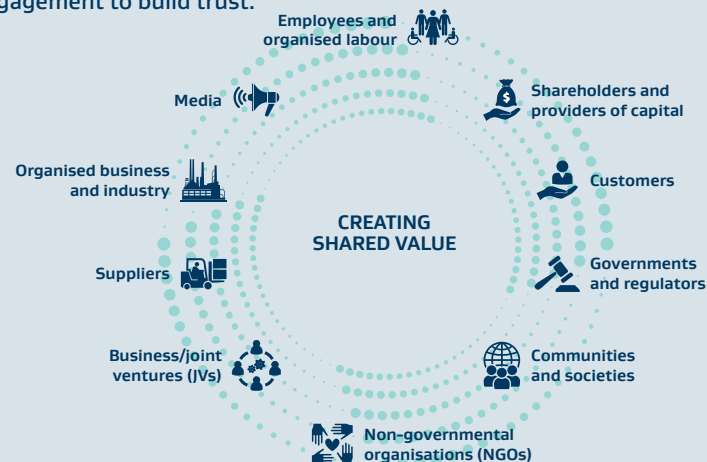 gagement to build trust.
Employees and
organised labour
Media
Shareholders and
providers of capital
Organised business
and industry
Customers
CREATING
SHARED VALUE
Suppliers
Governments
and regulators
Business/joint
ventures (JVs)
Communities
and societies
Non-governmental
organisations (NGOs)